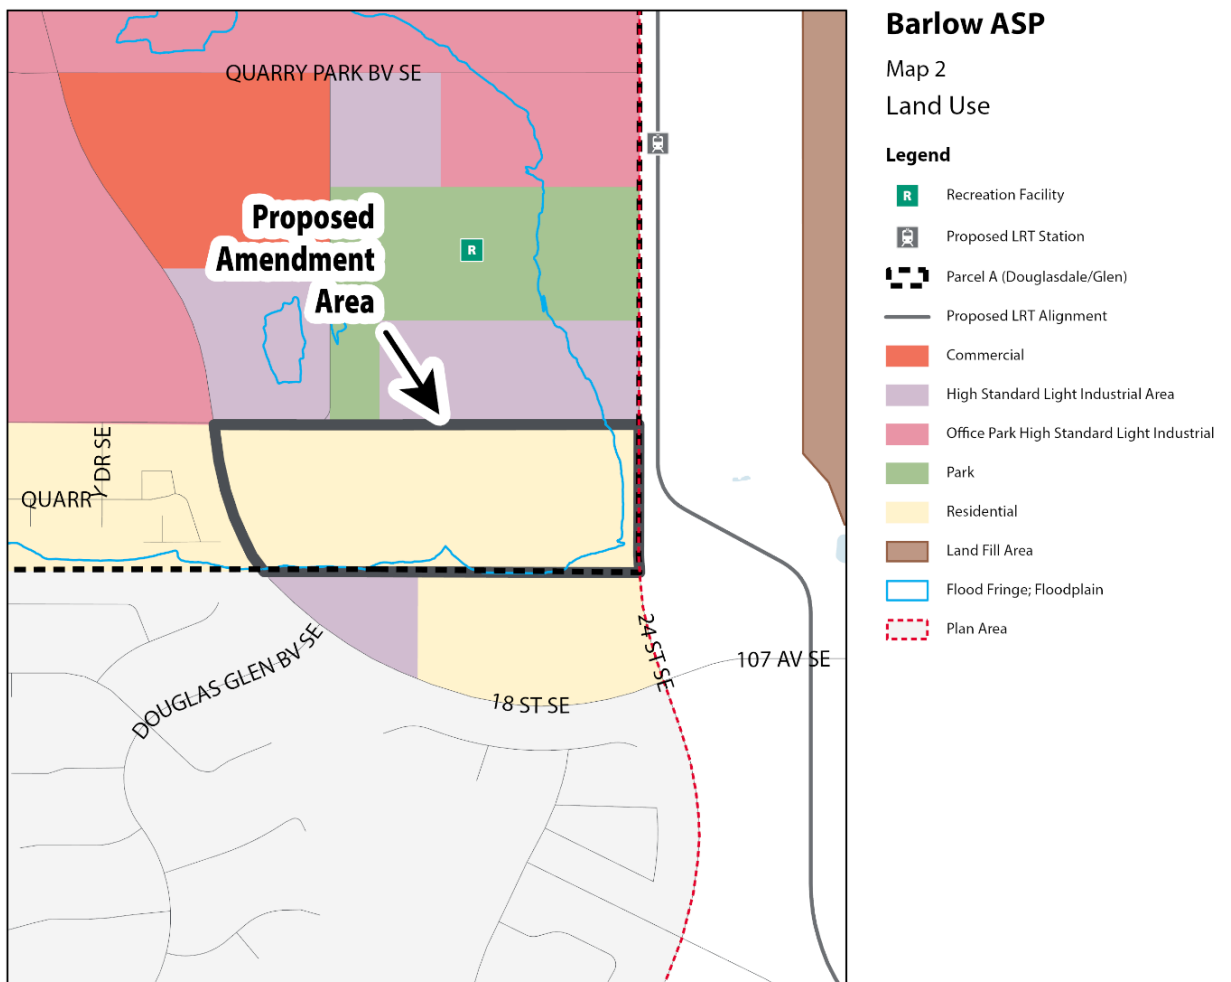 QUARRY PARK BV SE
Proposed
Amendment
Area
R
QUARRY DR SE
DOUGLAS GLEN BV SE
18 ST SE
24 ST SE
107 AV SE
Barlow ASP
Map 2
Land Use
Legend
R
Recreation Facility
Proposed LRT Station
Parcel A (Douglasdale/Glen)
Proposed LRT Alignment
Commercial
High Standard Light Industrial Area
Office Park High Standard Light Industrial
Park
Residential
Land Fill Area
Flood Fringe; Floodplain
Plan Area